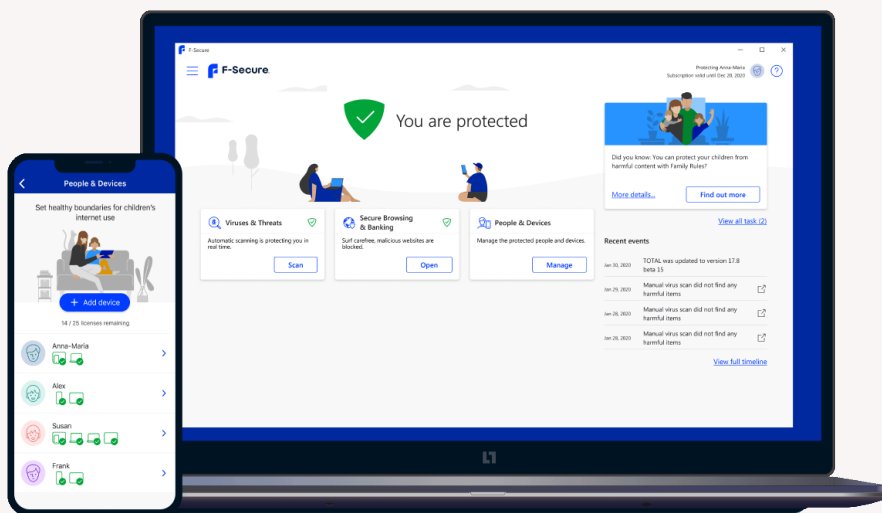 F-Secure
F-Secure.
Protecting Anna-Maria
Subscription valid until Dec 20, 2020
?
You are protected
Did you know: You can protect your children from
harmful content with Family Rules?
More details...
Find out more
View all task (2)
Viruses & Threats
Automatic scanning is protecting you in
real time.
Scan
Secure Browsing
& Banking
Surf carefree, malicious websites are
blocked.
Open
People & Devices
Manage the protected people and devices.
Manage
Recent events
Jan 30, 2020
TOTAL was updated to version 17.8
beta 15
Jan 29, 2020
Manual virus scan did not find any
harmful items
Jan 28, 2020
Manual virus scan did not find any
harmful items
Jan 28, 2020
Manual virus scan did not find any
harmful items
View full timeline
People & Devices
Set healthy boundaries for children's
internet use
+ Add device
14 / 25 licenses remaining
Anne-Maria
Alex
Susan
Frank